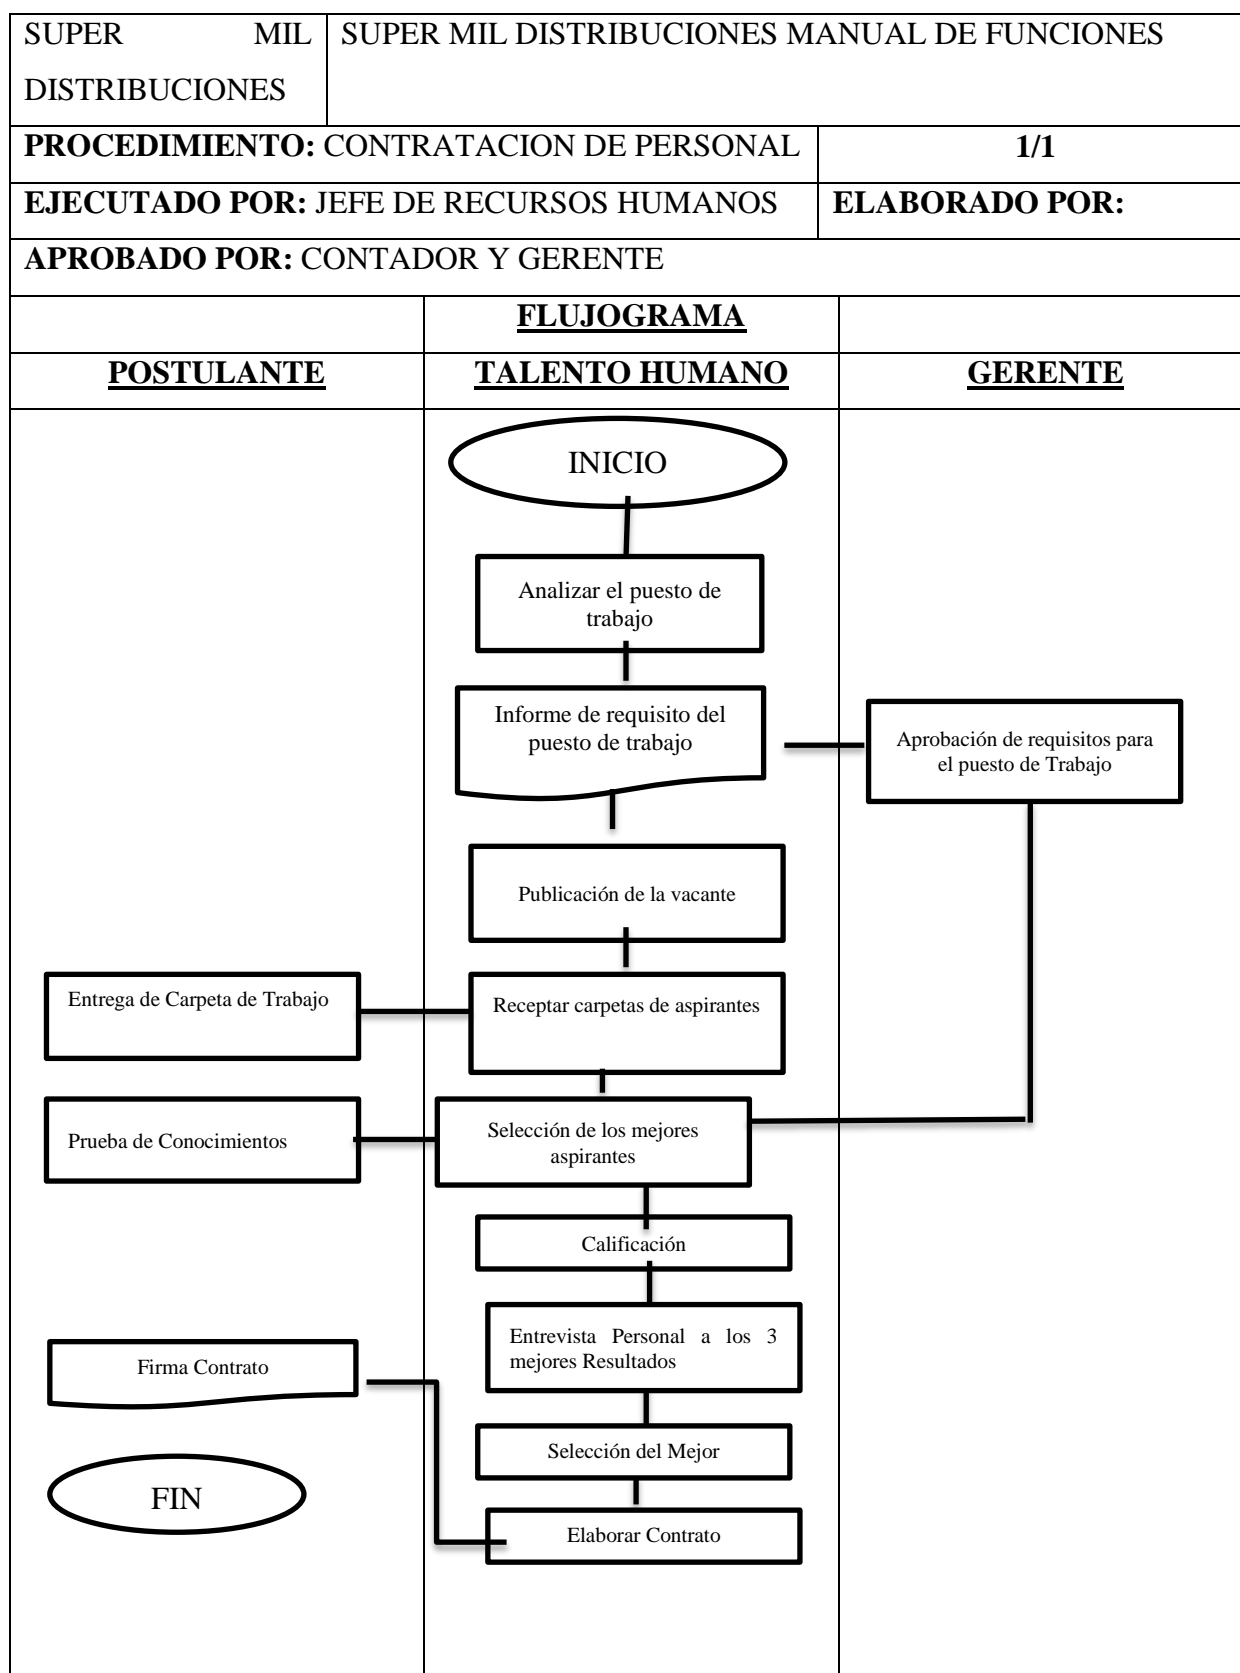 SUPER MIL
DISTRIBUCIONES
SUPER MIL DISTRIBUCIONES MANUAL DE FUNCIONES
PROCEDIMIENTO: CONTRATACION DE PERSONAL
1/1
EJECUTADO POR: JEFE DE RECURSOS HUMANOS
ELABORADO POR:
APROBADO POR: CONTADOR Y GERENTE
FLUJOGRAMA
POSTULANTE
TALENTO HUMANO
GERENTE
INICIO
Analizar el puesto de
trabajo
Informe de requisito del
puesto de trabajo
Aprobación de requisitos para
el puesto de Trabajo
Publicación de la vacante
Entrega de Carpeta de Trabajo
Receptar carpetas de aspirantes
Prueba de Conocimientos
Selección de los mejores
aspirantes
Calificación
Entrevista Personal a los 3
mejores Resultados
Firma Contrato
Selección del Mejor
FIN
Elaborar Contrato